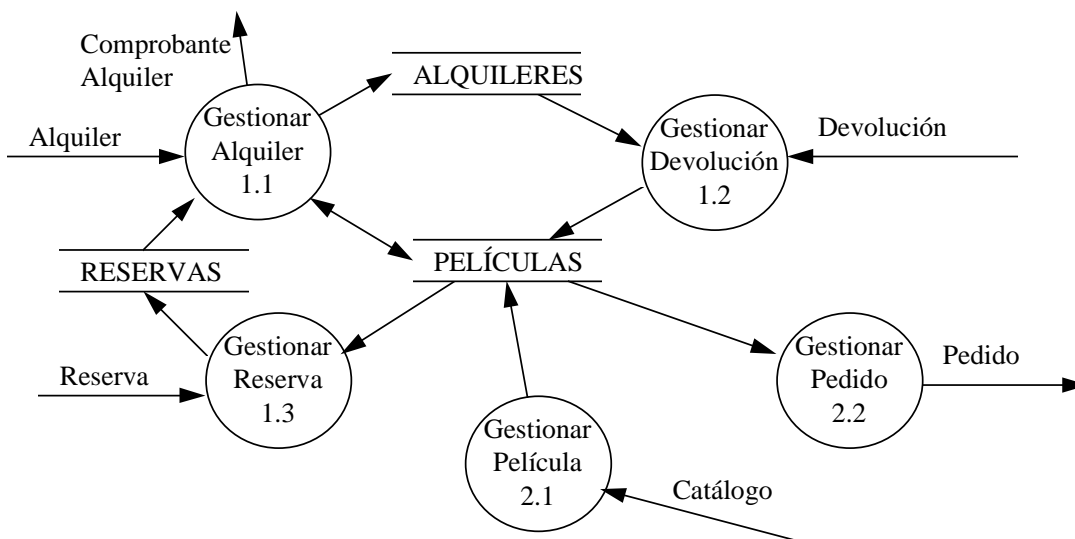 Comprobante
Alquiler
ALQUILERES
Gestionar
Alquiler
1.1
Alquiler
Gestionar
Devolución
1.2
Devolución
RESERVAS
PELÍCULAS
Gestionar
Reserva
1.3
Reserva
Gestionar
Pedido
2.2
Pedido
Gestionar
Película
2.1
Catálogo